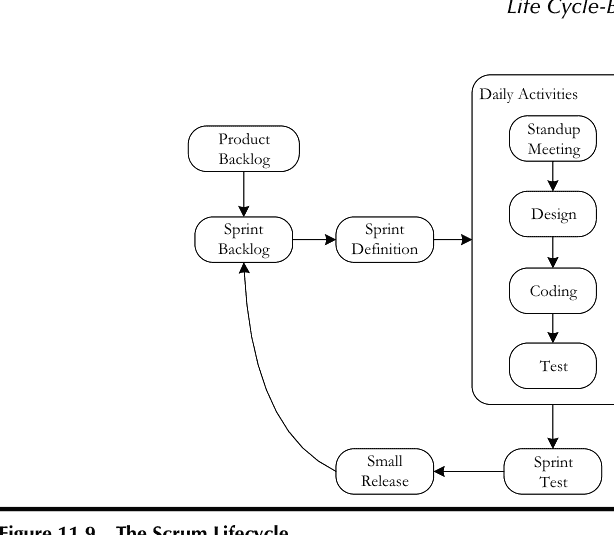 Life Cycle-B
Daily Activities
Product
Backlog
Standup
Meeting
Sprint
Backlog
Sprint
Definition
Design
Coding
Test
Small
Release
Sprint
Test
Figure 11.9 The Scrum Lifecycle